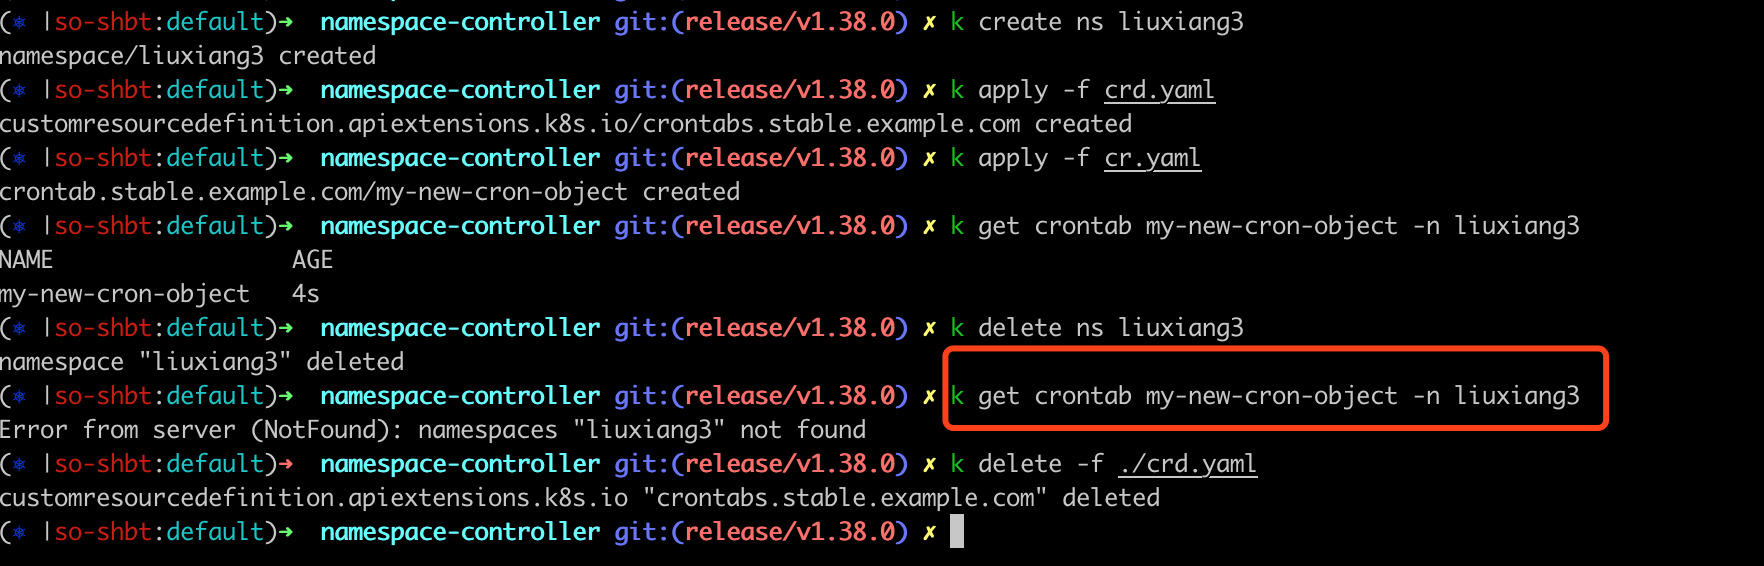 (⎈ |so-shbt:default)➜  namespace-controller git:(release/v1.38.0) ✗ k create ns liuxiang3
namespace/liuxiang3 created
(⎈ |so-shbt:default)➜  namespace-controller git:(release/v1.38.0) ✗ k apply -f crd.yaml
customresourcedefinition.apiextensions.k8s.io/crontabs.stable.example.com created
(⎈ |so-shbt:default)➜  namespace-controller git:(release/v1.38.0) ✗ k apply -f cr.yaml
crontab.stable.example.com/my-new-cron-object created
(⎈ |so-shbt:default)➜  namespace-controller git:(release/v1.38.0) ✗ k get crontab my-new-cron-object -n liuxiang3
NAME                 AGE
my-new-cron-object   4s
(⎈ |so-shbt:default)➜  namespace-controller git:(release/v1.38.0) ✗ k delete ns liuxiang3
namespace "liuxiang3" deleted
(⎈ |so-shbt:default)➜  namespace-controller git:(release/v1.38.0) ✗ k get crontab my-new-cron-object -n liuxiang3
Error from server (NotFound): namespaces "liuxiang3" not found
(⎈ |so-shbt:default)➜  namespace-controller git:(release/v1.38.0) ✗ k delete -f ./crd.yaml
customresourcedefinition.apiextensions.k8s.io "crontabs.stable.example.com" deleted
(⎈ |so-shbt:default)➜  namespace-controller git:(release/v1.38.0) ✗